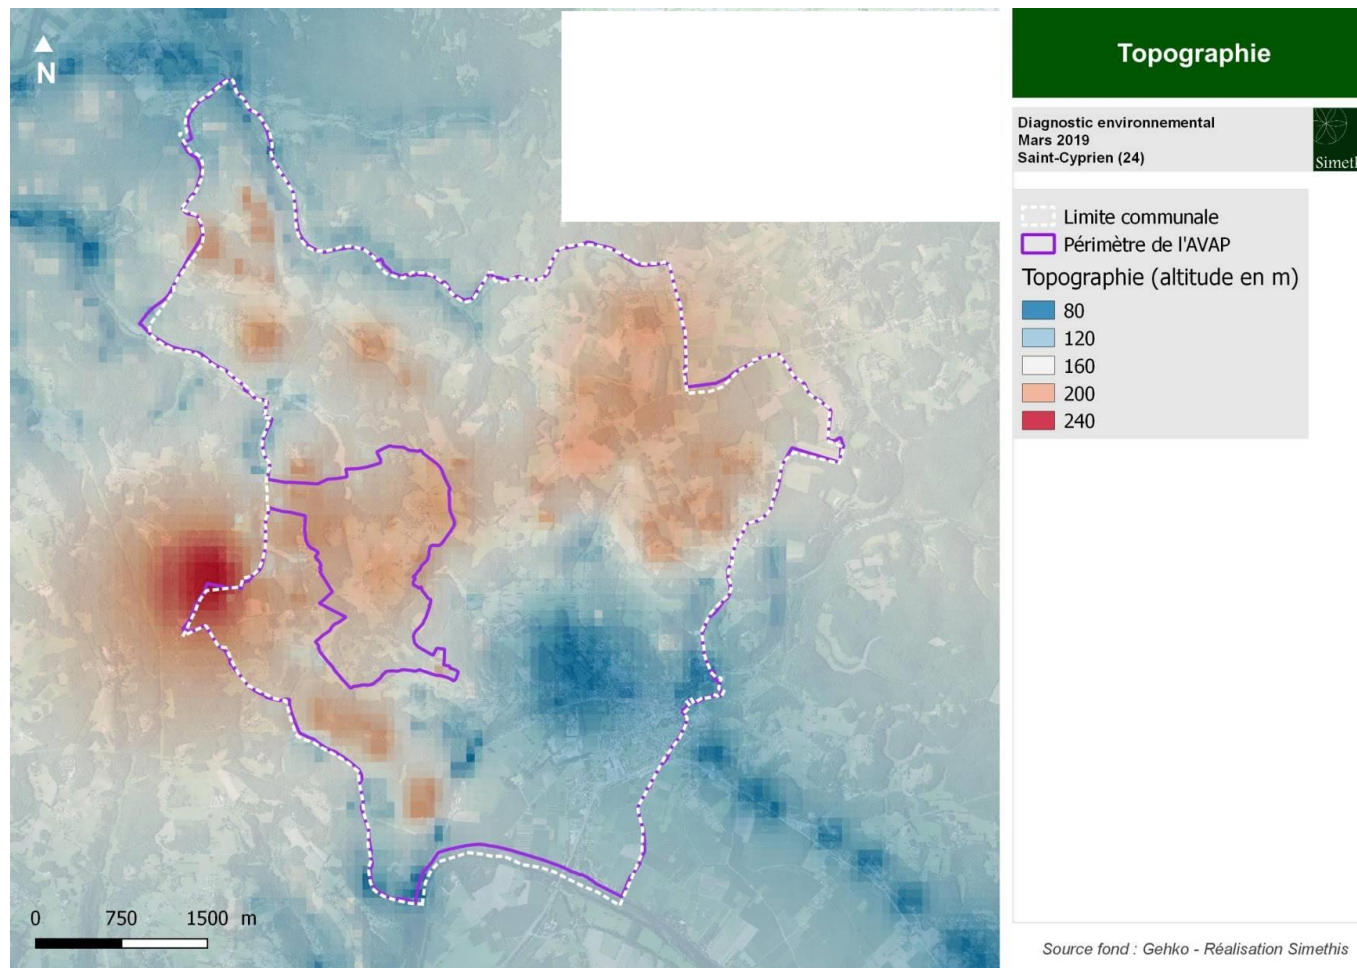 N
Topographie
Diagnostic environnemental
Mars 2019
Saint-Cyprien (24)
Simeth
Limite communale
Périmètre de l'AVAP
Topographie (altitude en m)
80
120
160
200
240
0 750 1500 m
Source fond : Gehko - Réalisation Simethis